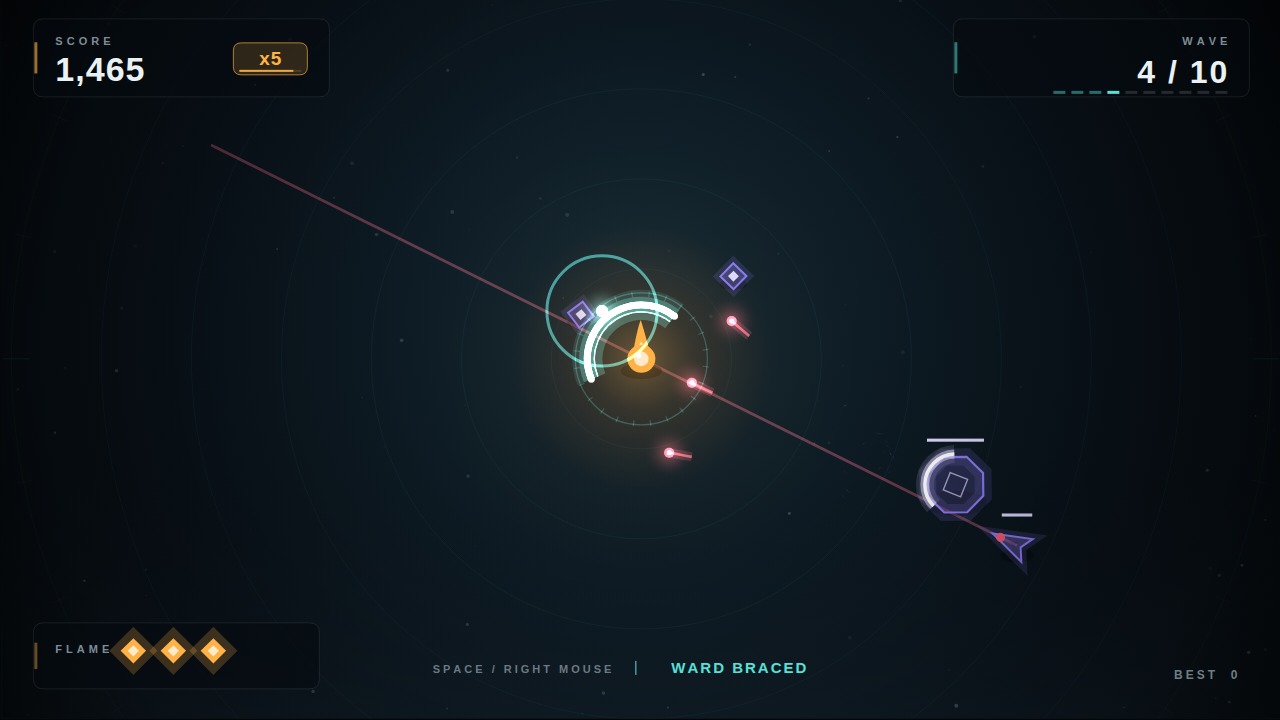 SCORE
1,465
x5
WAVE
4 / 10
FLAME
SPACE / RIGHT MOUSE
WARD BRACED
BEST 0